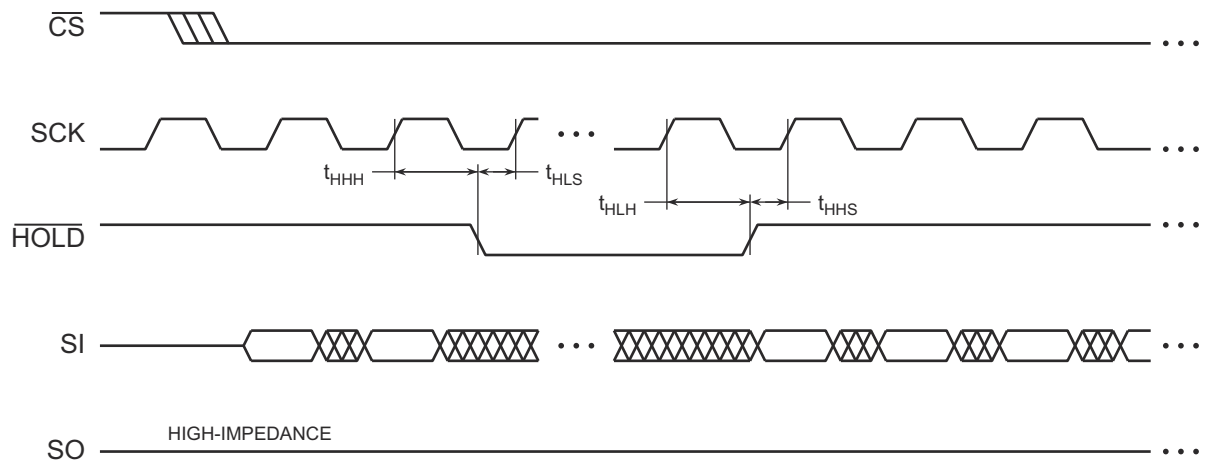 CS
SCK
tHHH
tHLS
tHLH
tHHS
HOLD
SI
HIGH-IMPEDANCE
SO